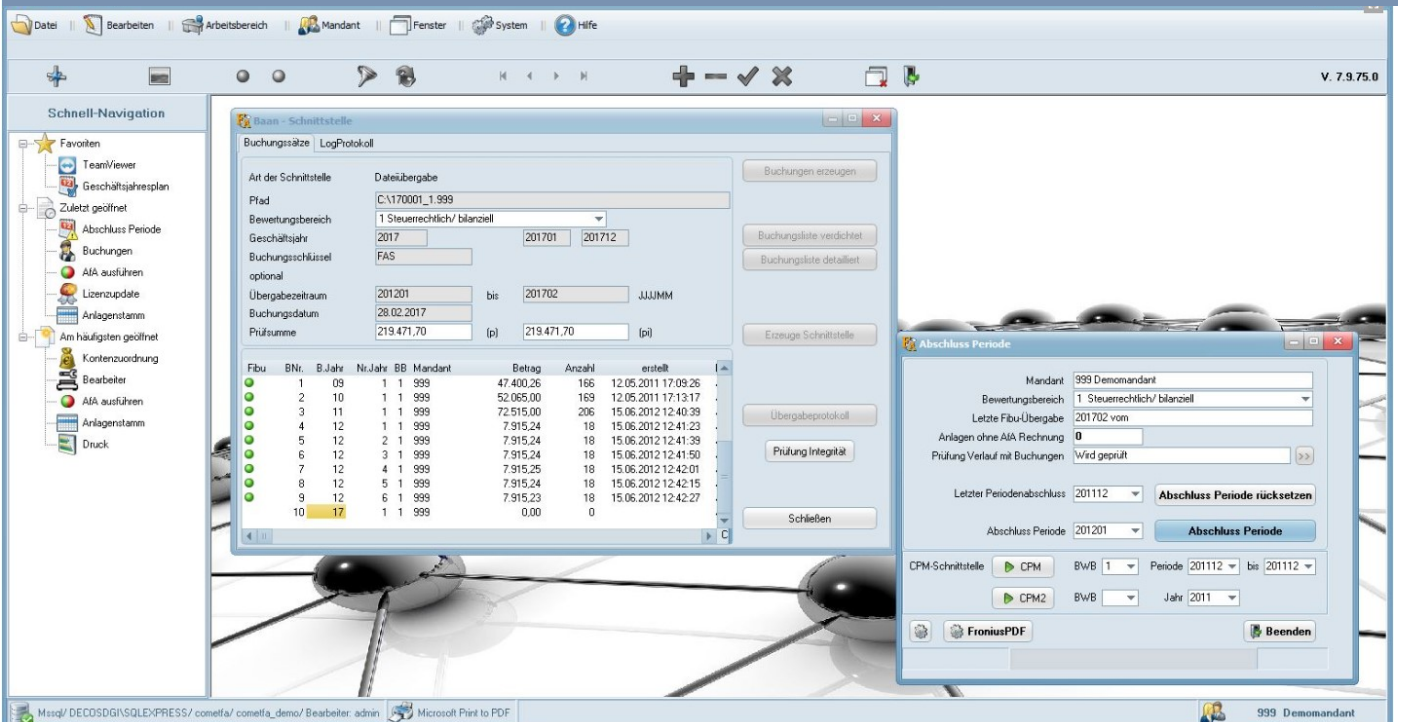 Datei || Bearbeiten || Arbeitsbereich || Mandant || Fenster || System || Hilfe
V. 7.9.75.0
Schnell-Navigation
Favoriten
TeamViewer
Geschäftsjahresplan
Zuletzt geöffnet
Abschluss Periode
Buchungen
AfA ausführen
Lizenzupdate
Anlagenstamm
Am häufigsten geöffnet
Kontenzuordnung
Bearbeiter
AfA ausführen
Anlagenstamm
Druck
Baan - Schnittstelle
Buchungssätze LogProtokoll
Art der Schnittstelle Dateiübergabe
Pfad C:\170001_1.999
Bewertungsbereich 1 Steuerrechtlich/ bilanziell
Geschäftsjahr 2017 201701 201712
Buchungsschlüssel FAS
optional
Übergabezeitraum 201201 bis 201702 JJJJMM
Buchungsdatum 28.02.2017
Prüfsumme 219.471,70 (p) 219.471,70 (pi)
Buchungen erzeugen
Buchungsliste verdichtet
Buchungsliste detailliert
Erzeuge Schnittstelle
Übergabeprotokoll
Prüfung Integrität
Schließen
Fibu BNr. B.Jahr Nr.Jahr BB Mandant Betrag Anzahl erstellt
1 09 1 1 999 47.400,26 166 12.05.2011 17:09:26
2 10 1 1 999 52.065,00 169 12.05.2011 17:13:17
3 11 1 1 999 72.515,00 206 15.06.2012 12:40:39
4 12 1 1 999 7.915,24 18 15.06.2012 12:41:23
5 12 2 1 999 7.915,24 18 15.06.2012 12:41:39
6 12 3 1 999 7.915,24 18 15.06.2012 12:41:50
7 12 4 1 999 7.915,25 18 15.06.2012 12:42:01
8 12 5 1 999 7.915,24 18 15.06.2012 12:42:15
9 12 6 1 999 7.915,23 18 15.06.2012 12:42:27
10 17 1 1 999 0,00 0
C
Abschluss Periode
Mandant 999 Demomandant
Bewertungsbereich 1 Steuerrechtlich/ bilanziell
Letzte Fibu-Übergabe 201702 vom
Anlagen ohne AfA Rechnung 0
Prüfung Verlauf mit Buchungen Wird geprüft >>
Letzter Periodenabschluss 201112 Abschluss Periode rücksetzen
Abschluss Periode 201201 Abschluss Periode
CPM-Schnittstelle CPM BWB 1 Periode 201112 bis 201112
CPM2 BWB Jahr 2011
FroniusPDF Beenden
Mssql/ DECOSDGI\SQLEXPRESS/ cometfa/ cometfa_demo/ Bearbeiter: admin Microsoft Print to PDF 999 Demomandant